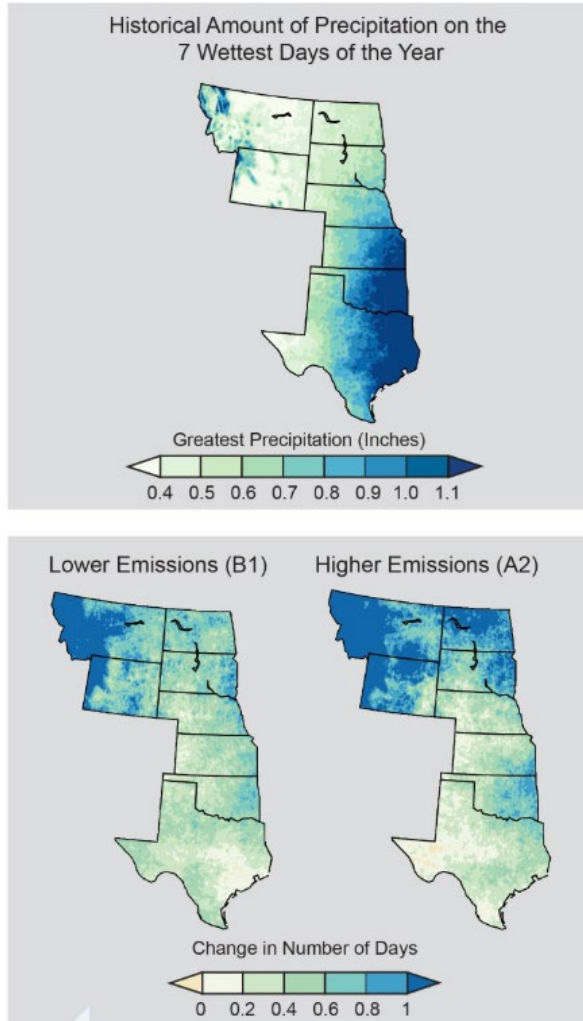 Historical Amount of Precipitation on the
7 Wettest Days of the Year
Greatest Precipitation (Inches)
0.4 0.5 0.6 0.7 0.8 0.9 1.0 1.1
Lower Emissions (B1)
Higher Emissions (A2)
Change in Number of Days
0 0.2 0.4 0.6 0.8 1